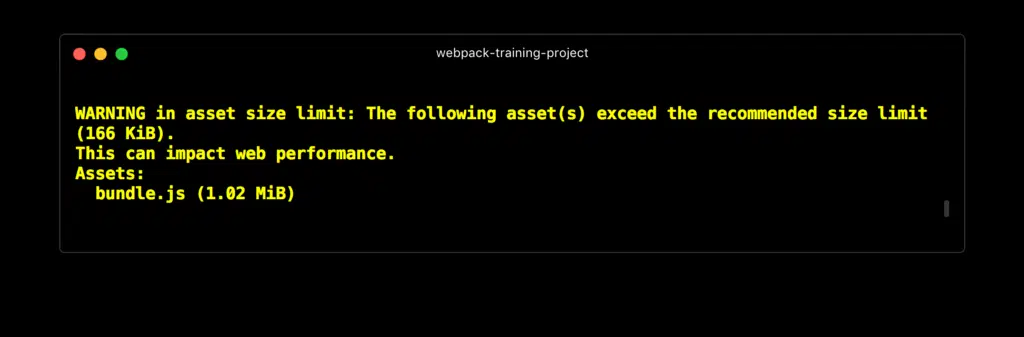 webpack-training-project
WARNING in asset size limit: The following asset(s) exceed the recommended size limit
(166 KiB).
This can impact web performance.
Assets:
  bundle.js (1.02 MiB)